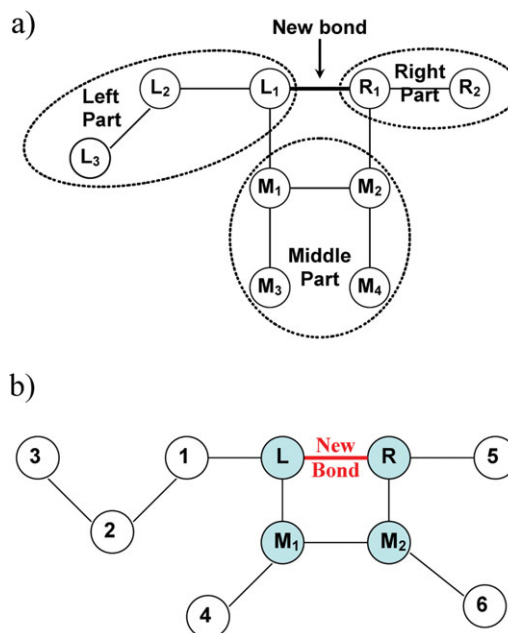 a)
New bond
Left
Part
L₂
L₁
R₁
Right
Part
R₂
L₃
M₁
M₂
Middle
Part
M₃
M₄
b)
3
1
L
New
Bond
R
5
2
M₁
M₂
4
6